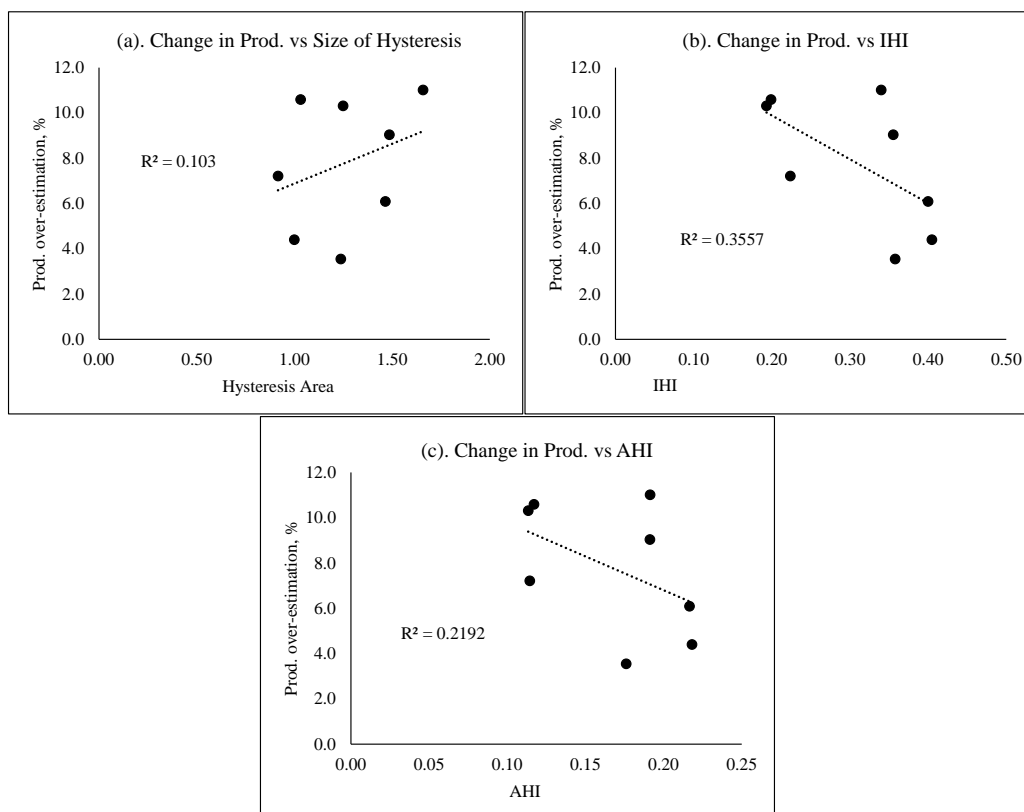 (a). Change in Prod. vs Size of Hysteresis
12.0
10.0
8.0
6.0
4.0
2.0
0.0
Prod. over-estimation, %
R² = 0.103
0.00 0.50 1.00 1.50 2.00
Hysteresis Area
(b). Change in Prod. vs IHI
12.0
10.0
8.0
6.0
4.0
2.0
0.0
Prod. over-estimation, %
R² = 0.3557
0.00 0.10 0.20 0.30 0.40 0.50
IHI
(c). Change in Prod. vs AHI
12.0
10.0
8.0
6.0
4.0
2.0
0.0
Prod. over-estimation, %
R² = 0.2192
0.00 0.05 0.10 0.15 0.20 0.25
AHI